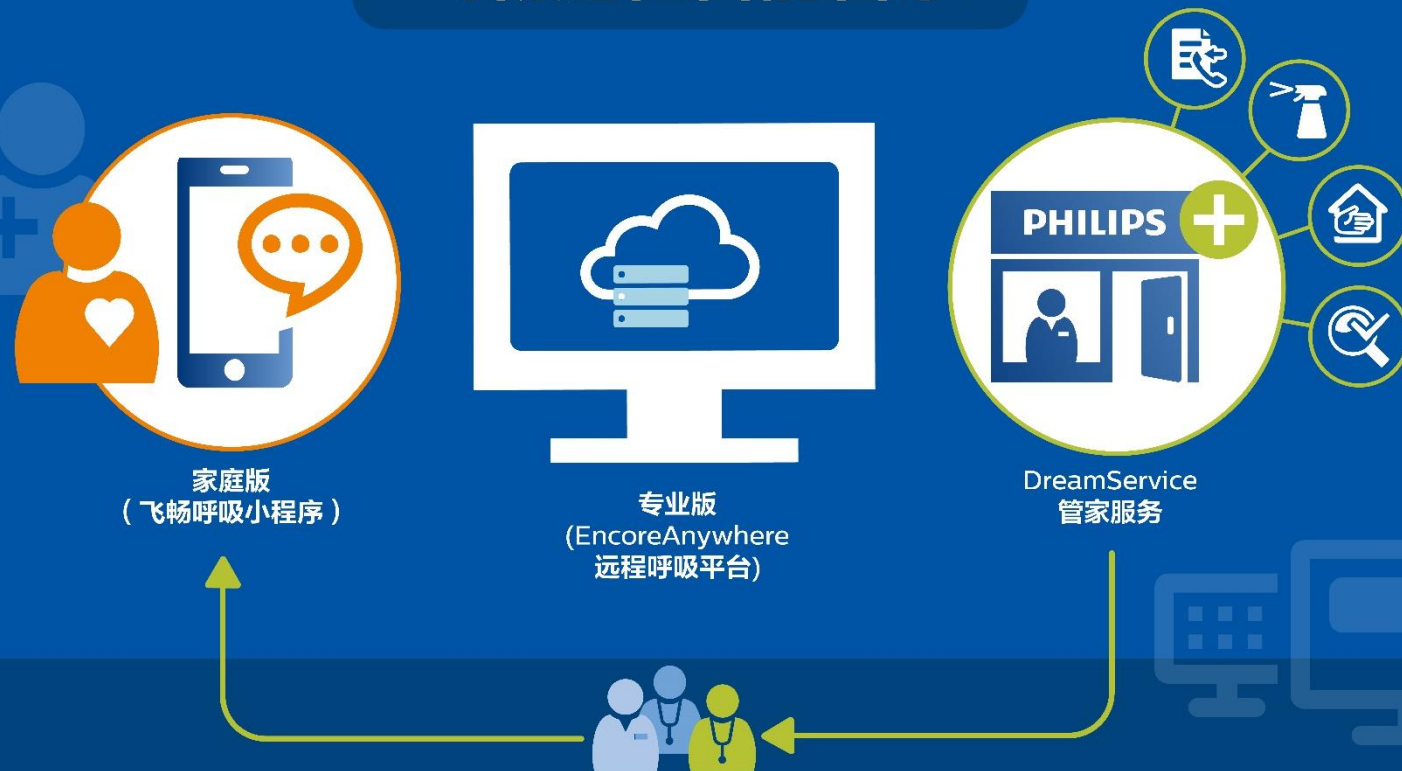 PHILIPS
家庭版
（飞畅呼吸小程序）
专业版
(EncoreAnywhere
远程呼吸平台)
DreamService
管家服务